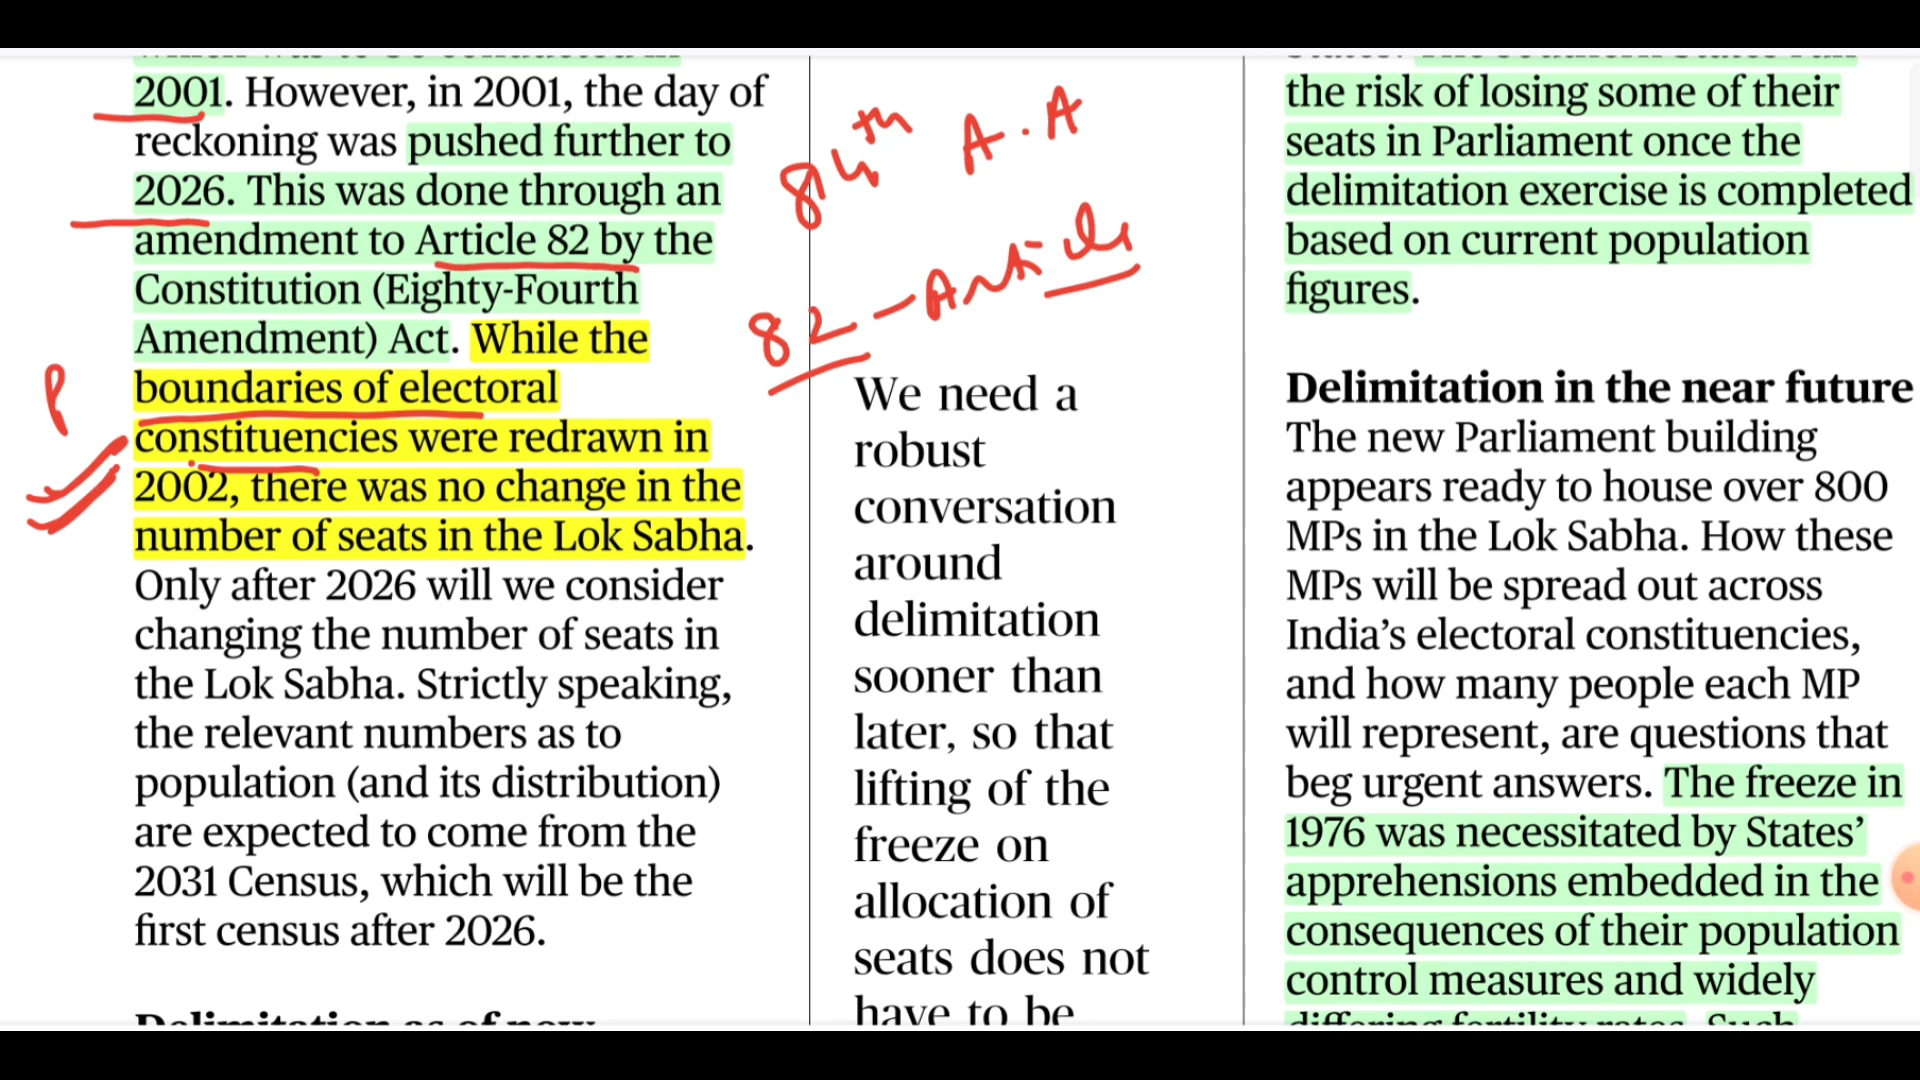 2001. However, in 2001, the day of
reckoning was pushed further to
2026. This was done through an
amendment to Article 82 by the
Constitution (Eighty-Fourth
Amendment) Act. While the
boundaries of electoral
constituencies were redrawn in
2002, there was no change in the
number of seats in the Lok Sabha.
Only after 2026 will we consider
changing the number of seats in
the Lok Sabha. Strictly speaking,
the relevant numbers as to
population (and its distribution)
are expected to come from the
2031 Census, which will be the
first census after 2026.
Delimitation as of now
P
84th A.A
82 - Article
We need a
robust
conversation
around
delimitation
sooner than
later, so that
lifting of the
freeze on
allocation of
seats does not
have to be
the risk of losing some of their
seats in Parliament once the
delimitation exercise is completed
based on current population
figures.
Delimitation in the near future
The new Parliament building
appears ready to house over 800
MPs in the Lok Sabha. How these
MPs will be spread out across
India’s electoral constituencies,
and how many people each MP
will represent, are questions that
beg urgent answers. The freeze in
1976 was necessitated by States’
apprehensions embedded in the
consequences of their population
control measures and widely
differing fertility rates. Such